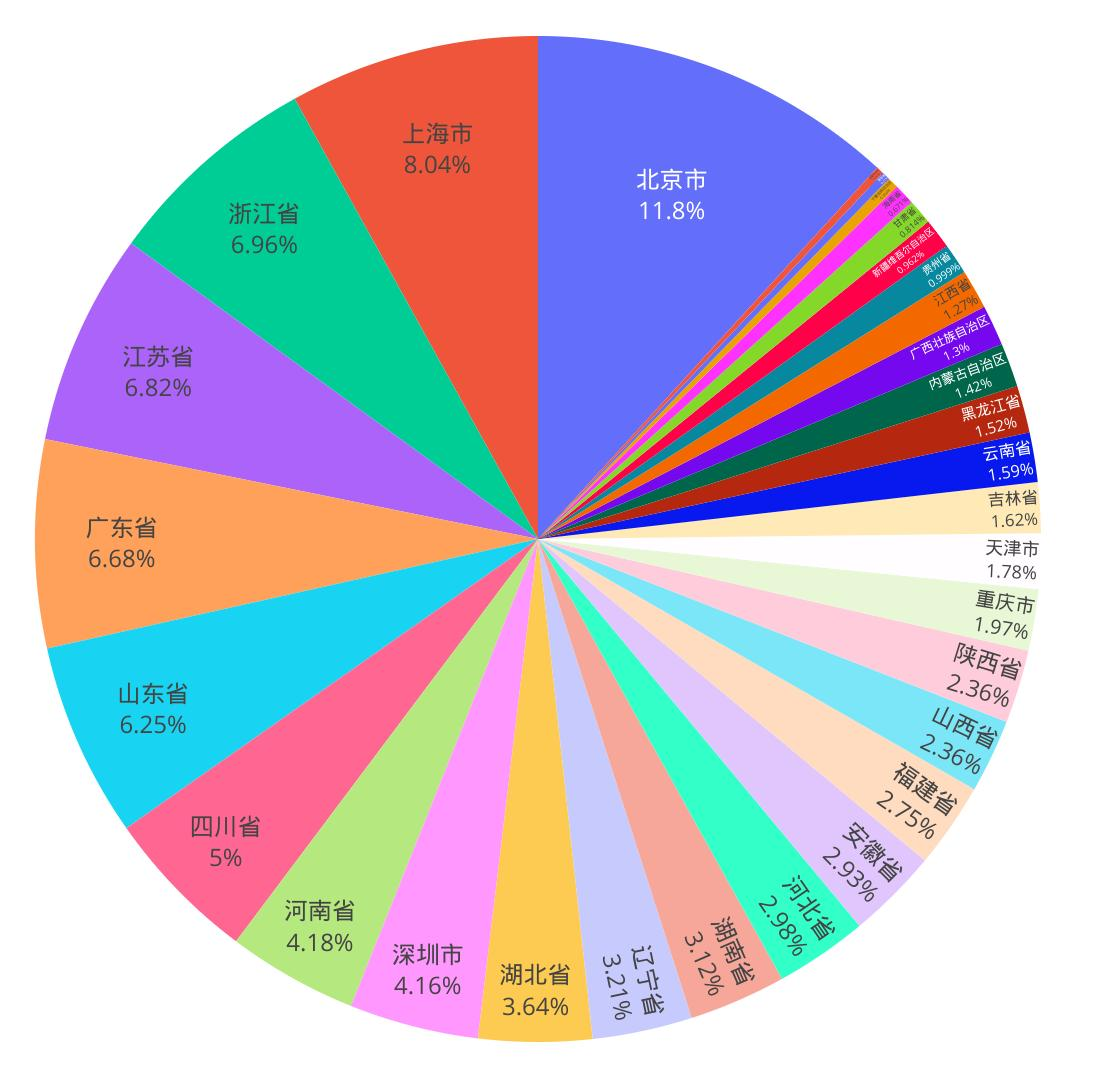 北京市
11.8%
上海市
8.04%
浙江省
6.96%
江苏省
6.82%
广东省
6.68%
山东省
6.25%
四川省
5%
河南省
4.18%
深圳市
4.16%
湖北省
3.64%
辽宁省
3.21%
湖南省
3.12%
河北省
2.98%
安徽省
2.93%
福建省
2.75%
山西省
2.36%
陕西省
2.36%
重庆市
1.97%
天津市
1.78%
吉林省
1.62%
云南省
1.59%
黑龙江省
1.52%
内蒙古自治区
1.42%
广西壮族自治区
1.3%
江西省
1.27%
贵州省
0.999%
新疆维吾尔自治区
0.962%
甘肃省
0.814%
海南省
0.671%